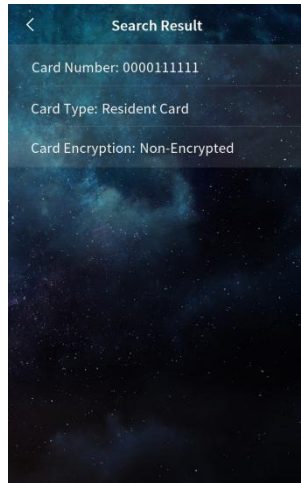 Search Result
Card Number: 0000111111
Card Type: Resident Card
Card Encryption: Non-Encrypted